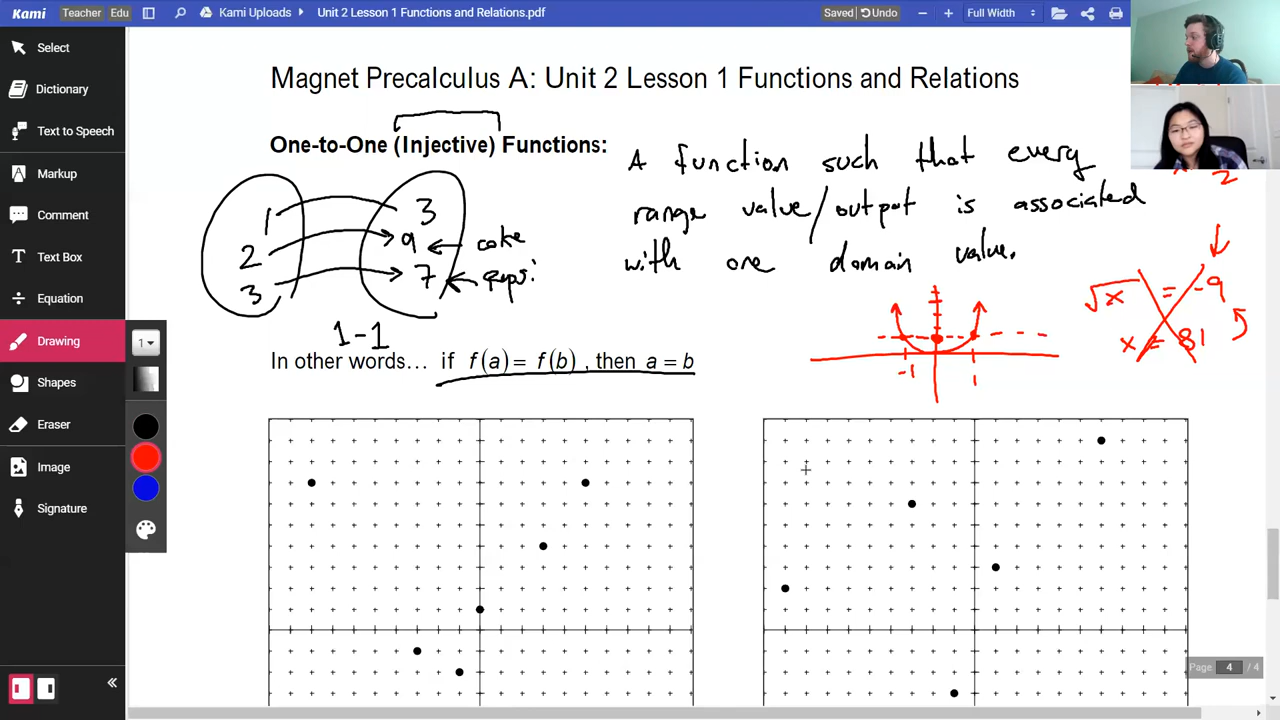 Kami Teacher Edu Kami Uploads > Unit 2 Lesson 1 Functions and Relations.pdf Saved Undo Full Width
Select
Dictionary
Text to Speech
Markup
Comment
Text Box
Equation
Drawing
1
Shapes
Eraser
Image
Signature
Magnet Precalculus A: Unit 2 Lesson 1 Functions and Relations
One-to-One (Injective) Functions:
A function such that every
range value/output is associated
with one domain value.
1 3
2 9 coke
3 7
1-1
In other words… if f(a) = f(b) , then a = b
-1 1
√x = -9
x = 81
2
Page 4 / 4